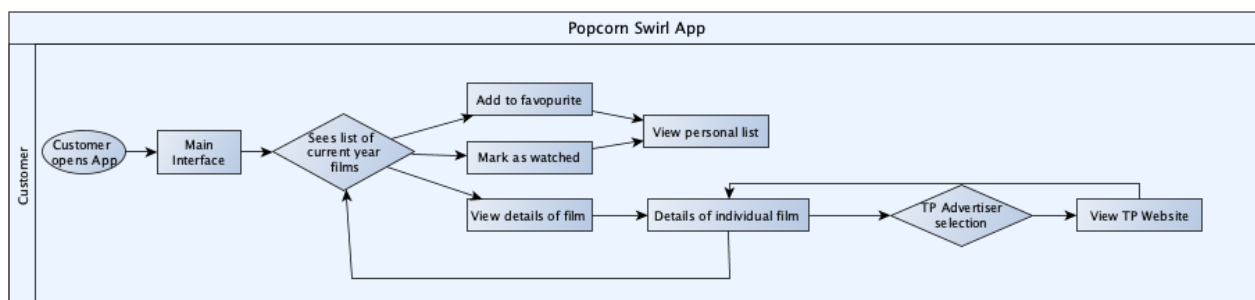 Popcorn Swirl App
Customer
Customer
opens App
Main
Interface
Sees list of
current year
films
Add to favopurite
Mark as watched
View personal list
View details of film
Details of individual film
TP Advertiser
selection
View TP Website